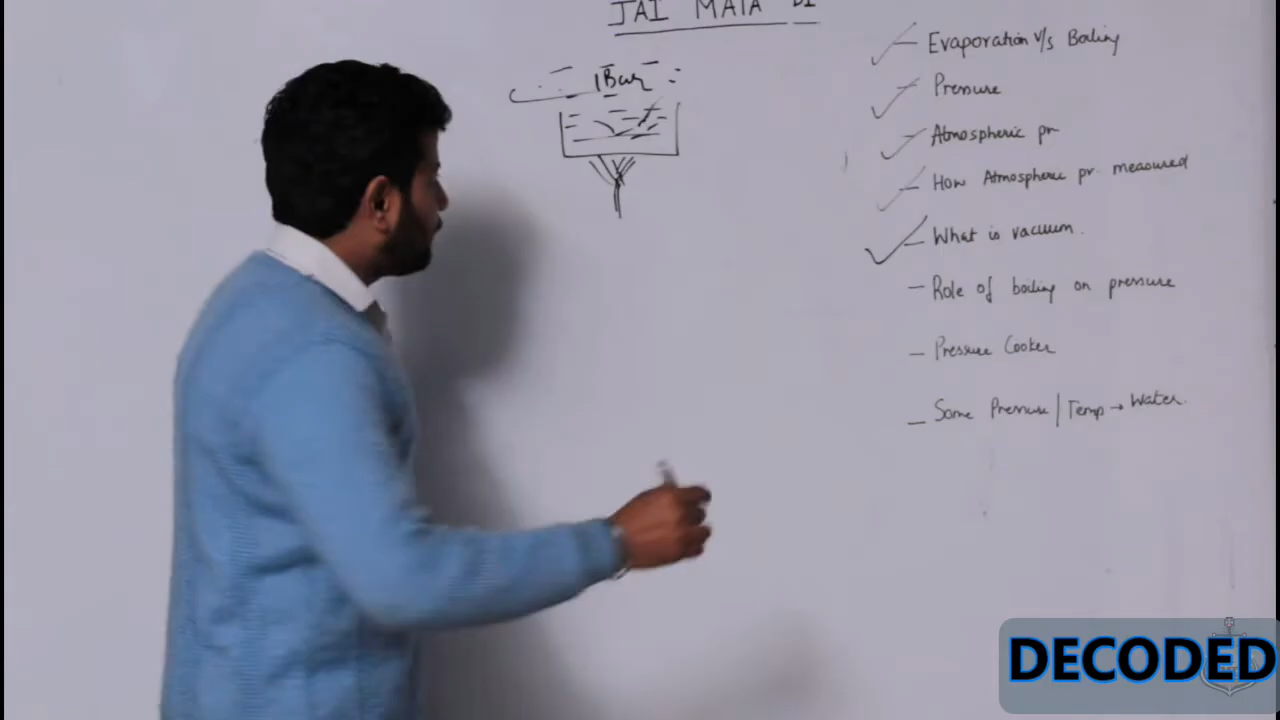 JAI MATA DI
1 Bar
Evaporation v/s Boiling
Pressure
Atmospheric pr
How Atmospheric pr. measured
What is vacuum.
Role of boiling on pressure
Pressure Cooker
Some Pressure / Temp → Water.
DECODED